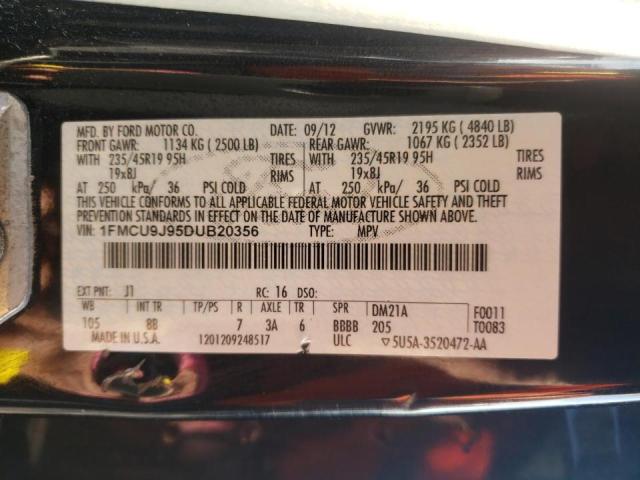 MFD. BY FORD MOTOR CO. DATE: 09/12 GVWR: 2195 KG ( 4840 LB)
FRONT GAWR: 1134 KG ( 2500 LB) REAR GAWR: 1067 KG ( 2352 LB)
WITH 235/45R19 95H TIRES WITH 235/45R19 95H TIRES
19x8J RIMS 19x8J RIMS
AT 250 kPa/ 36 PSI COLD AT 250 kPa/ 36 PSI COLD
THIS VEHICLE CONFORMS TO ALL APPLICABLE FEDERAL MOTOR VEHICLE SAFETY AND THEFT
PREVENTION STANDARDS IN EFFECT ON THE DATE OF MANUFACTURE SHOWN ABOVE.
VIN: 1FMCU9J95DUB20356 TYPE: MPV
EXT PNT: J1 RC: 16 DSO:
WB INT TR TP/PS R AXLE TR SPR DM21A F0011
105 8B 7 3A 6 BBBB 205 T0083
MADE IN U.S.A. 1201209248517 ULC ▽5U5A-3520472-AA